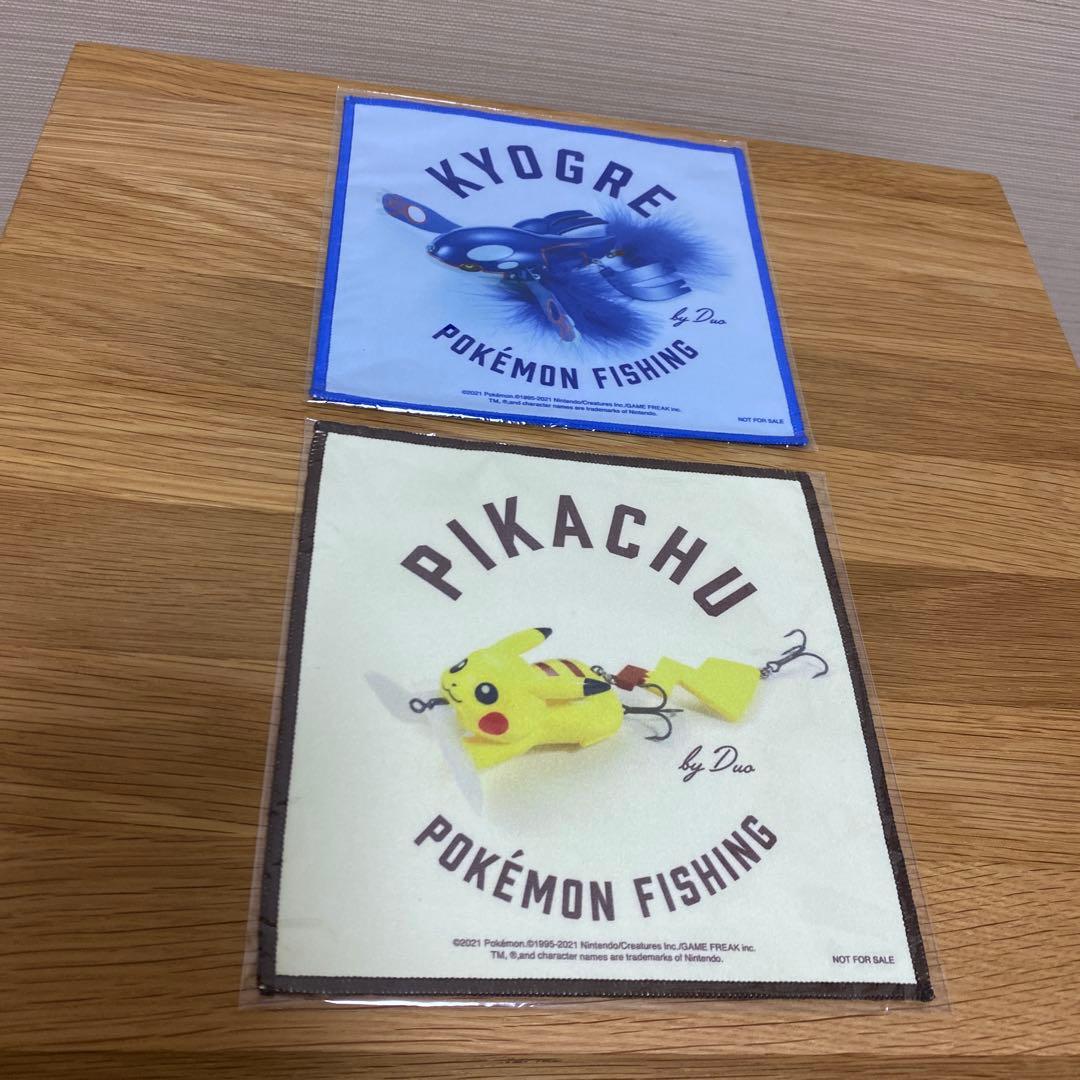 KYOGRE
by Duo
POKÉMON FISHING
©2021 Pokémon.©1995-2021 Nintendo/Creatures Inc./GAME FREAK inc.
TM, ®,and character names are trademarks of Nintendo.
NOT FOR SALE
PIKACHU
by Duo
POKÉMON FISHING
©2021 Pokémon.©1995-2021 Nintendo/Creatures Inc./GAME FREAK inc.
TM, ®,and character names are trademarks of Nintendo.
NOT FOR SALE